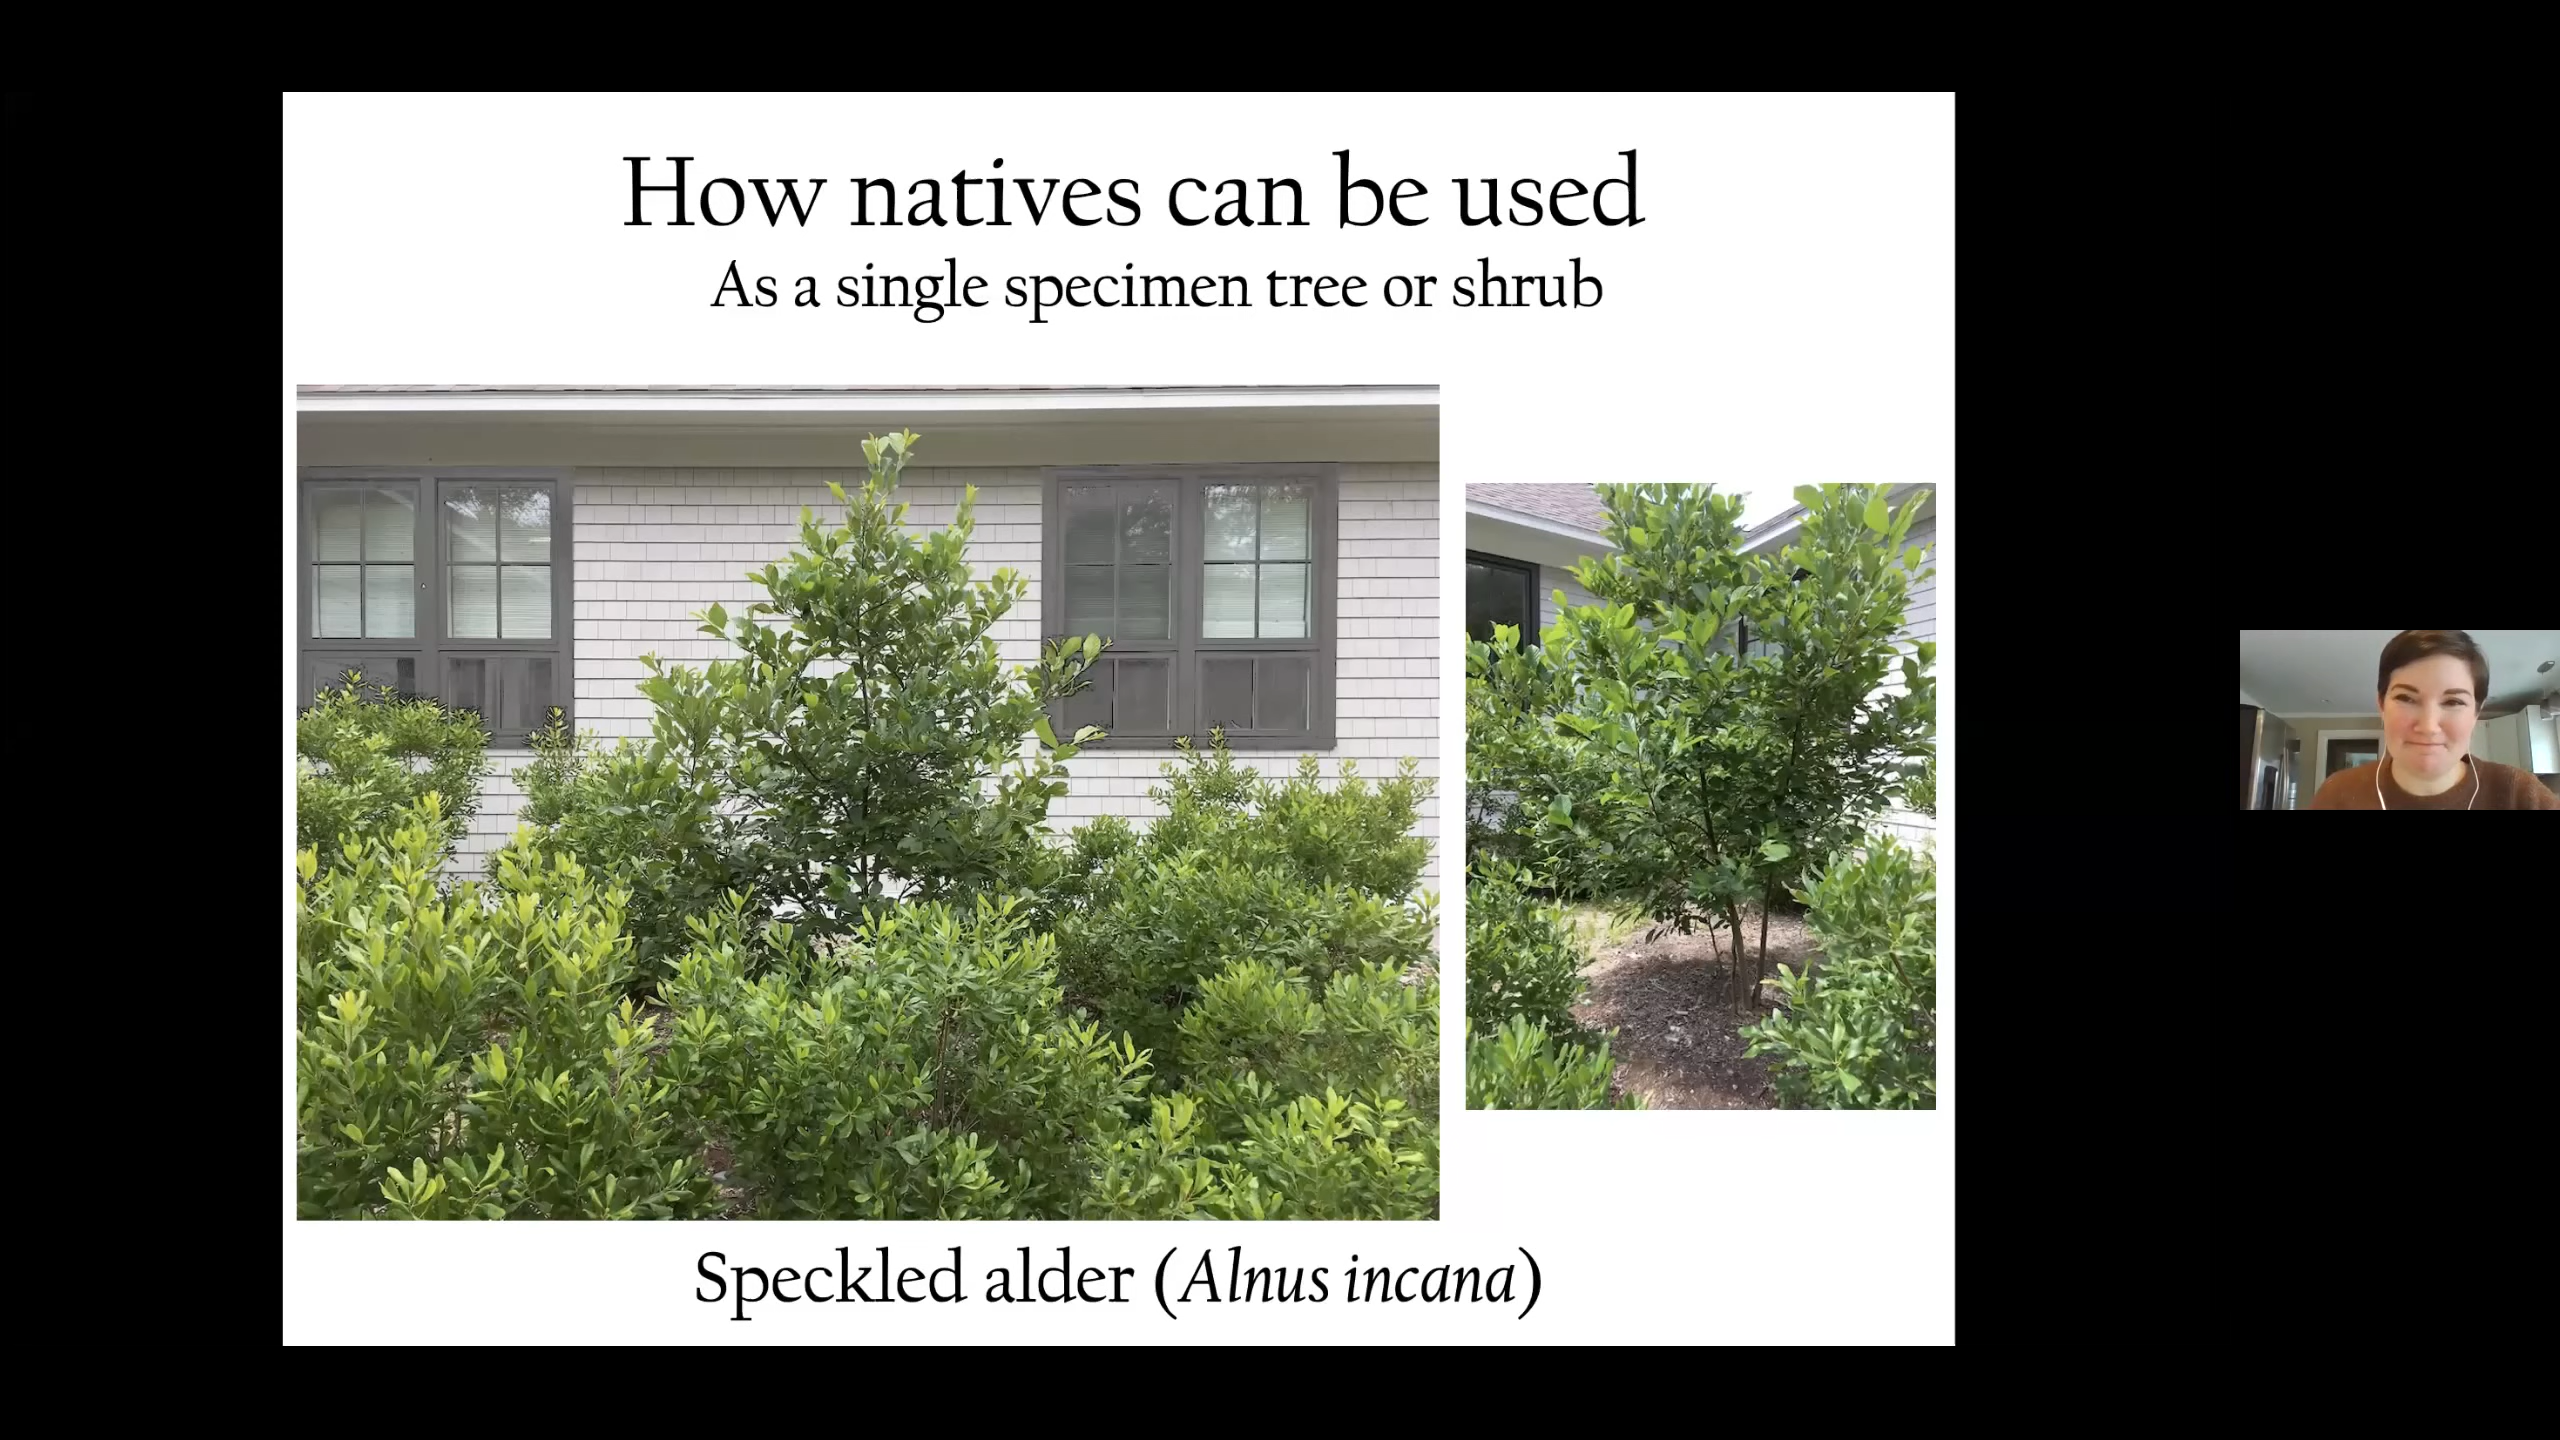 How natives can be used
As a single specimen tree or shrub
Speckled alder (Alnus incana)